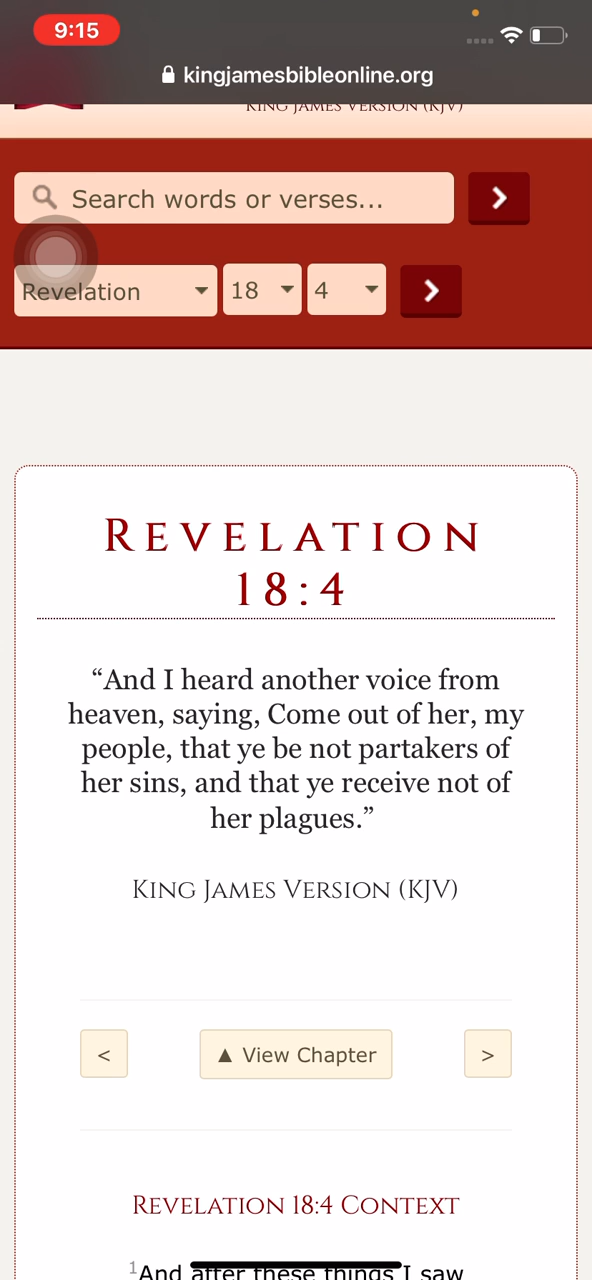 9:15
kingjamesbibleonline.org
KING JAMES VERSION (KJV)
Search words or verses...
Revelation
18
4
REVELATION
18:4
“And I heard another voice from
heaven, saying, Come out of her, my
people, that ye be not partakers of
her sins, and that ye receive not of
her plagues.”
KING JAMES VERSION (KJV)
<
▲ View Chapter
>
REVELATION 18:4 CONTEXT
1And after these things I saw